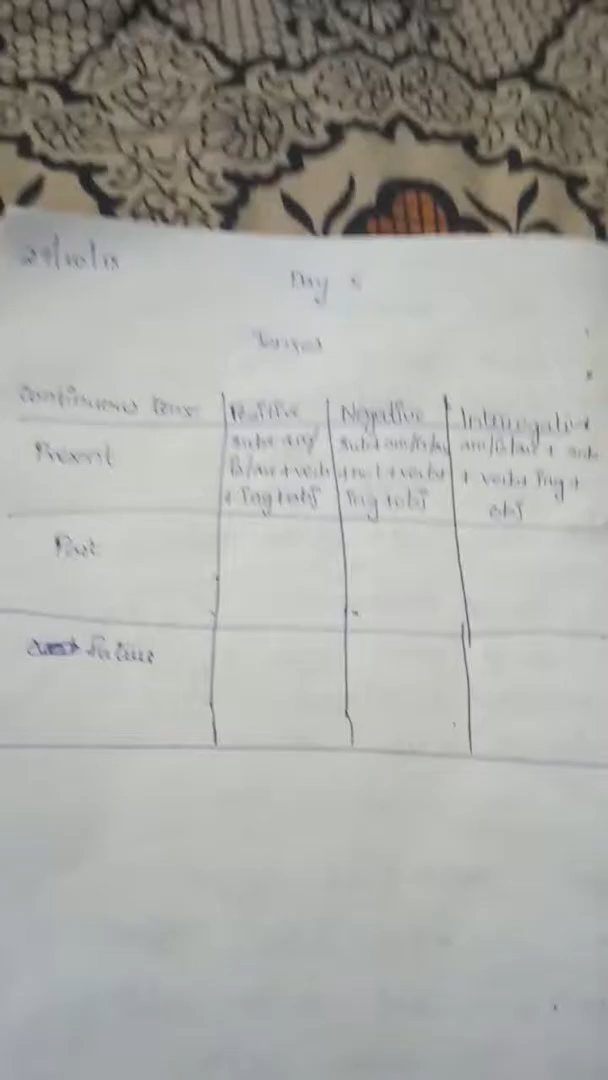 Day 5
Tenses
Continuous tense Positive Negative Interrogative
Present
sub+am/
is/are+verb
+ing+obj
sub+am/is/are
+not+verb+
ing+obj
am/is/are + sub
+ verb+ ing +
obj
Past
Future